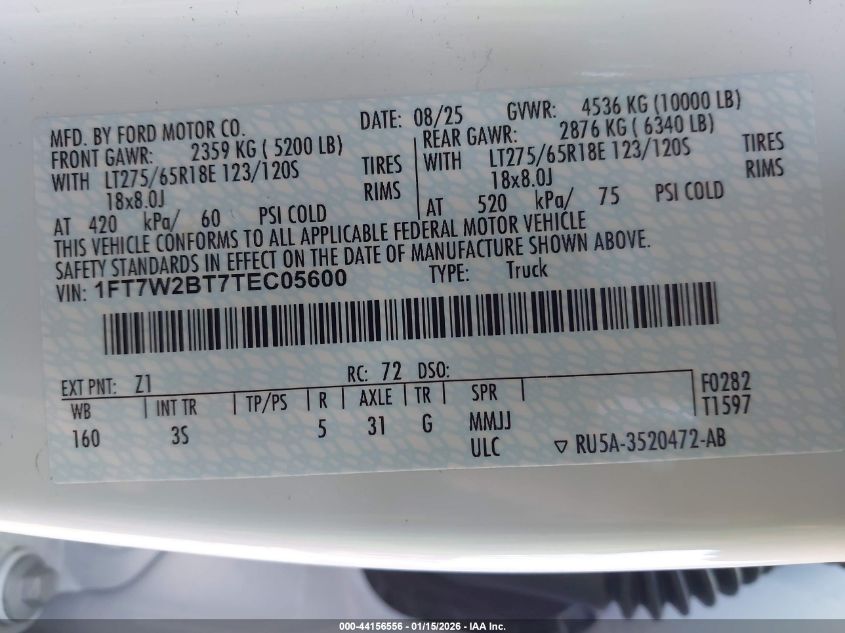 MFD. BY FORD MOTOR CO. DATE: 08/25 GVWR: 4536 KG (10000 LB)
FRONT GAWR: 2359 KG ( 5200 LB) REAR GAWR: 2876 KG ( 6340 LB)
WITH LT275/65R18E 123/120S TIRES WITH LT275/65R18E 123/120S TIRES
18x8.0J RIMS 18x8.0J RIMS
AT 420 kPa/ 60 PSI COLD AT 520 kPa/ 75 PSI COLD
THIS VEHICLE CONFORMS TO ALL APPLICABLE FEDERAL MOTOR VEHICLE
SAFETY STANDARDS IN EFFECT ON THE DATE OF MANUFACTURE SHOWN ABOVE.
VIN: 1FT7W2BT7TEC05600 TYPE: Truck
EXT PNT: Z1 RC: 72 DSO:
WB INT TR TP/PS R AXLE TR SPR F0282
160 3S 5 31 G MMJJ T1597
ULC RU5A-3520472-AB
000-44156556 - 01/15/2026 - IAA Inc.